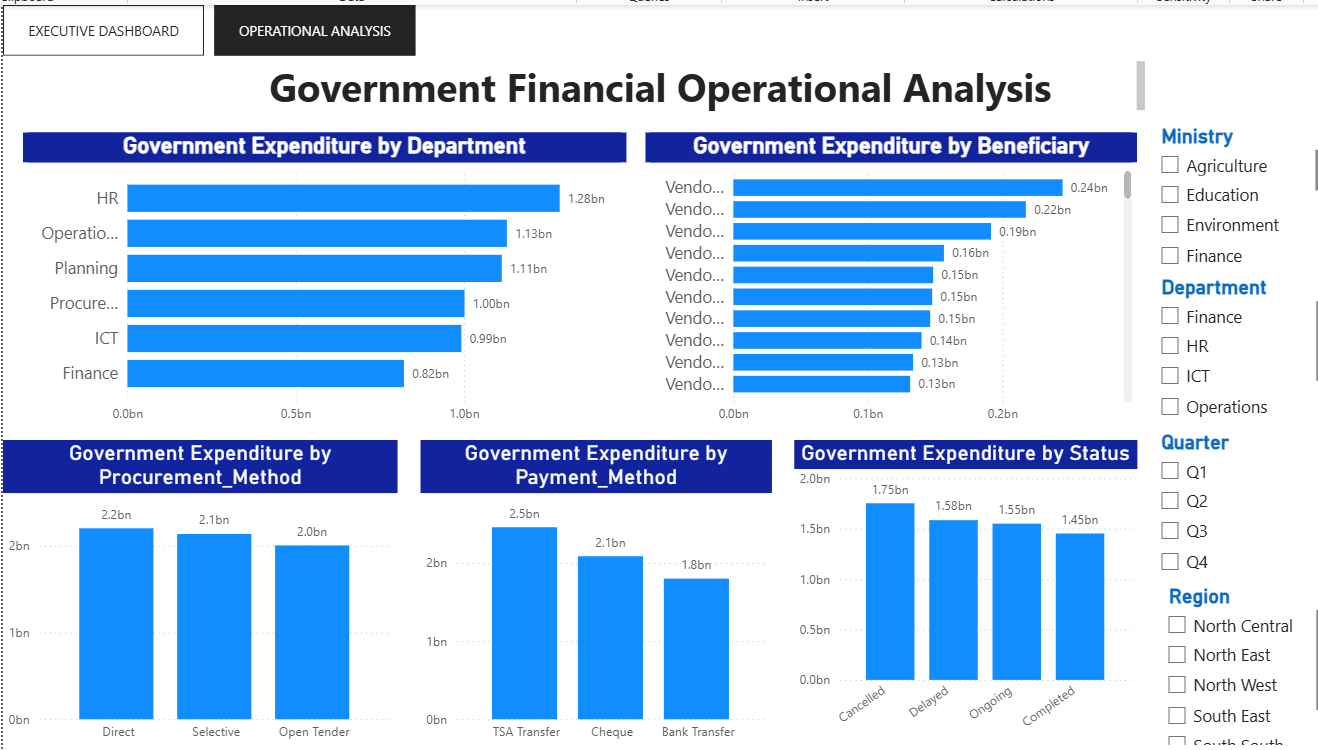 EXECUTIVE DASHBOARD
OPERATIONAL ANALYSIS
Government Financial Operational Analysis
Government Expenditure by Department
HR
1.28bn
Operatio...
1.13bn
Planning
1.11bn
Procure...
1.00bn
ICT
0.99bn
Finance
0.82bn
0.0bn
0.5bn
1.0bn
Government Expenditure by Beneficiary
Vendo...
0.24bn
Vendo...
0.22bn
Vendo...
0.19bn
Vendo...
0.16bn
Vendo...
0.15bn
Vendo...
0.15bn
Vendo...
0.15bn
Vendo...
0.14bn
Vendo...
0.13bn
Vendo...
0.13bn
0.0bn
0.1bn
0.2bn
Government Expenditure by
Procurement_Method
2.2bn
2.1bn
2.0bn
2bn
1bn
0bn
Direct
Selective
Open Tender
Government Expenditure by
Payment_Method
2.5bn
2.1bn
1.8bn
2bn
1bn
0bn
TSA Transfer
Cheque
Bank Transfer
Government Expenditure by Status
2.0bn
1.75bn
1.58bn
1.55bn
1.45bn
1.5bn
1.0bn
0.5bn
0.0bn
Cancelled
Delayed
Ongoing
Completed
Ministry
Agriculture
Education
Environment
Finance
Department
Finance
HR
ICT
Operations
Quarter
Q1
Q2
Q3
Q4
Region
North Central
North East
North West
South East